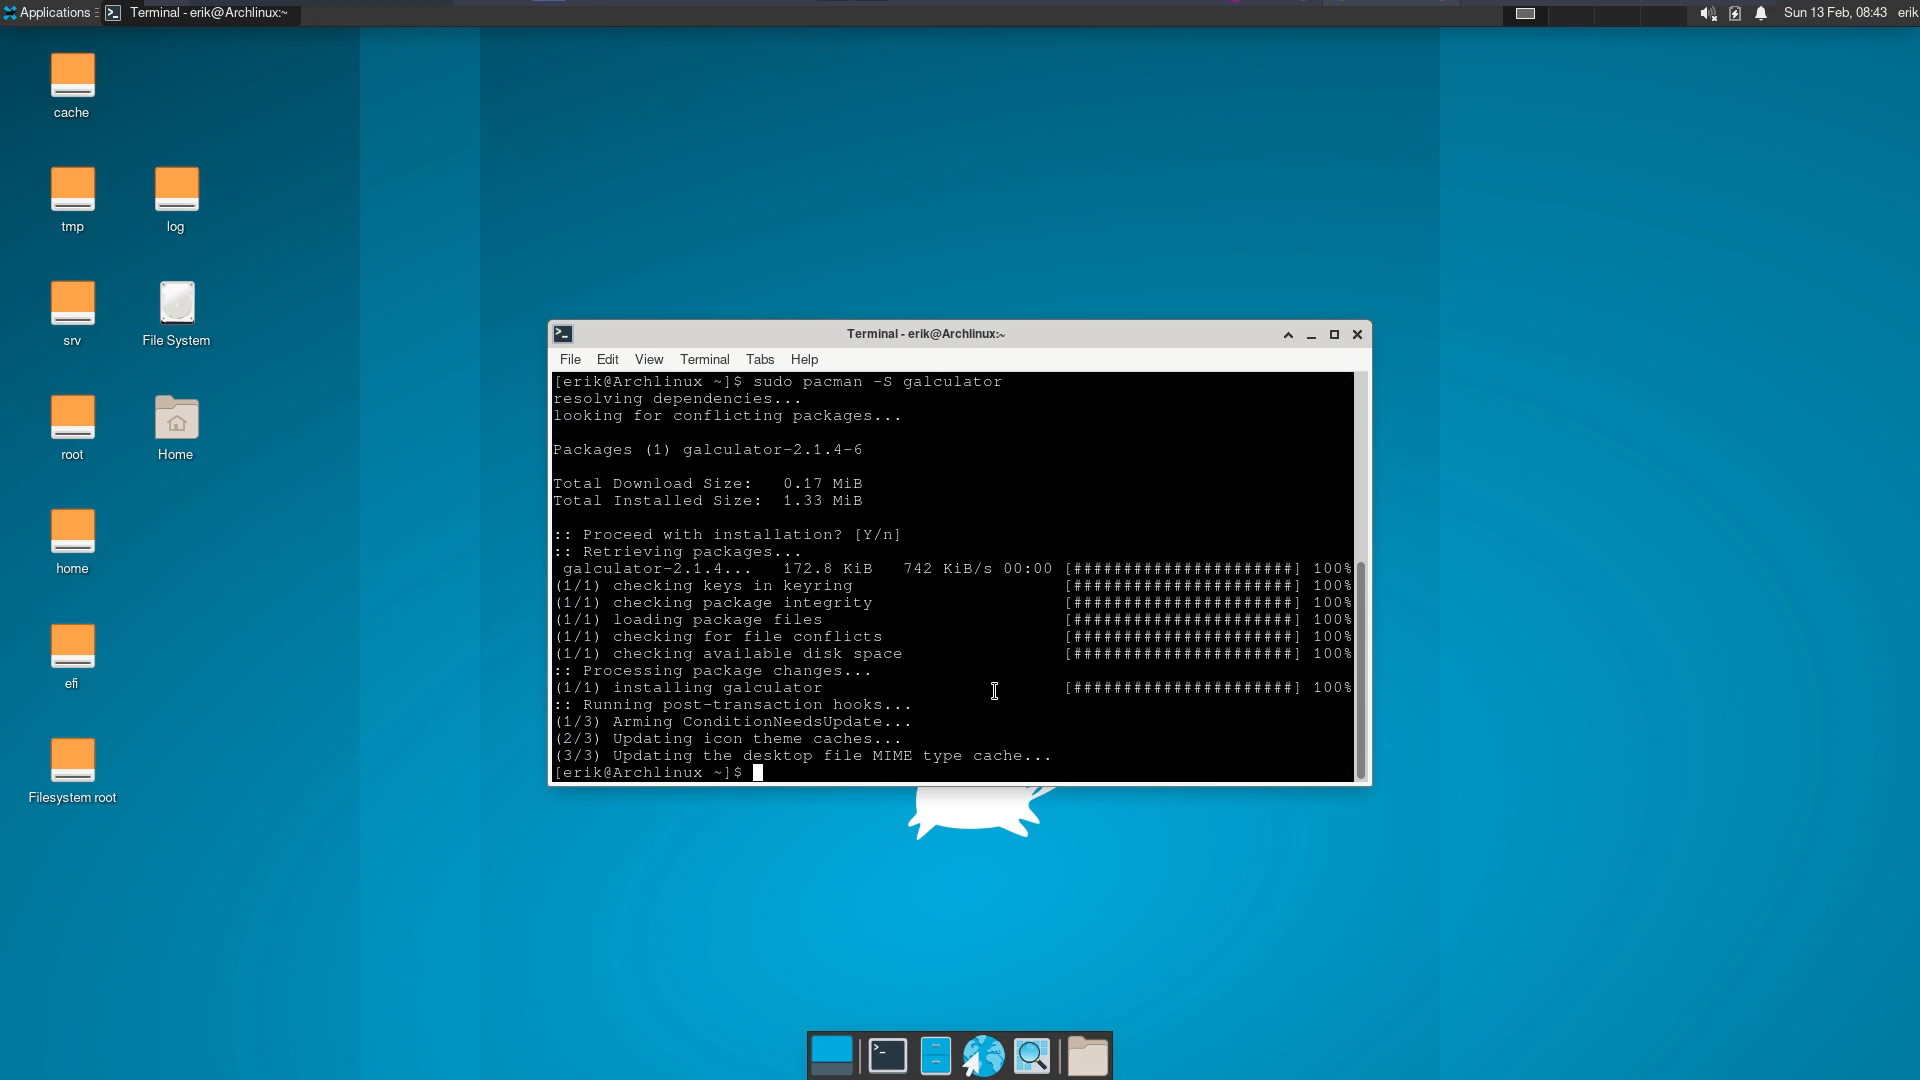 Applications
Terminal - erik@Archlinux:~
Sun 13 Feb, 08:43
erik
cache
tmp
log
srv
File System
root
Home
home
efi
Filesystem root
Terminal - erik@Archlinux:~
File Edit View Terminal Tabs Help
[erik@Archlinux ~]$ sudo pacman -S galculator
resolving dependencies...
looking for conflicting packages...
Packages (1) galculator-2.1.4-6
Total Download Size:   0.17 MiB
Total Installed Size:  1.33 MiB
:: Proceed with installation? [Y/n]
:: Retrieving packages...
galculator-2.1.4...   172.8 KiB   742 KiB/s 00:00 [######################] 100%
(1/1) checking keys in keyring                     [######################] 100%
(1/1) checking package integrity                   [######################] 100%
(1/1) loading package files                        [######################] 100%
(1/1) checking for file conflicts                  [######################] 100%
(1/1) checking available disk space                [######################] 100%
:: Processing package changes...
(1/1) installing galculator                        [######################] 100%
:: Running post-transaction hooks...
(1/3) Arming ConditionNeedsUpdate...
(2/3) Updating icon theme caches...
(3/3) Updating the desktop file MIME type cache...
[erik@Archlinux ~]$